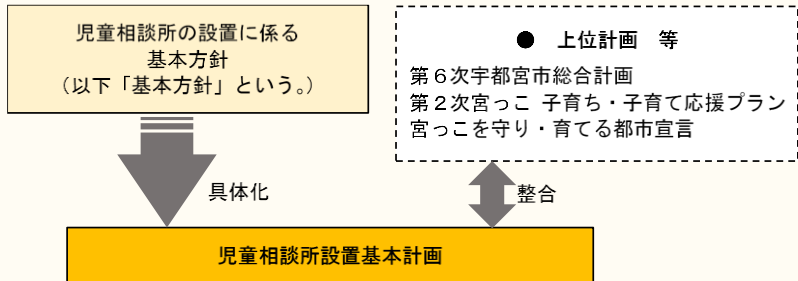 児童相談所の設置に係る
基本方針
（以下「基本方針」という。）
● 上位計画 等
第６次宇都宮市総合計画
第２次宮っこ 子育ち・子育て応援プラン
宮っこを守り・育てる都市宣言
具体化
整合
児童相談所設置基本計画